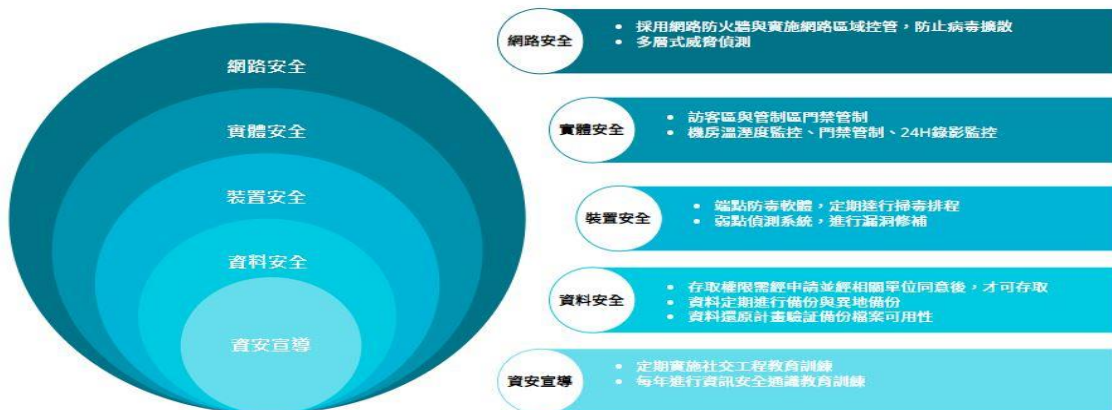 網路安全
實體安全
裝置安全
資料安全
資安宣導
網路安全
• 採用網路防火牆與實施網路區域控管，防止病毒擴散
• 多層式威脅偵測
實體安全
• 訪客區與管制區門禁管制
• 機房溫溼度監控、門禁管制、24H錄影監控
裝置安全
• 端點防毒軟體，定期逹行掃毒排程
• 弱點偵測系統，進行漏洞修補
資料安全
• 存取權限需經申請並經相關單位同意後，才可存取
• 資料定期進行備份與異地備份
• 資料還原計畫驗証備份檔案可用性
資安宣導
• 定期實施社交工程教育訓練
• 每年進行資訊安全通識教育訓練